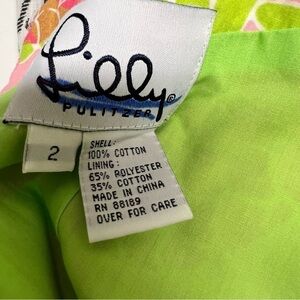 Lilly®
PULITZER
2
SHELL:
100% COTTON
LINING:
65% POLYESTER
35% COTTON
MADE IN CHINA
RN 88189
OVER FOR CARE